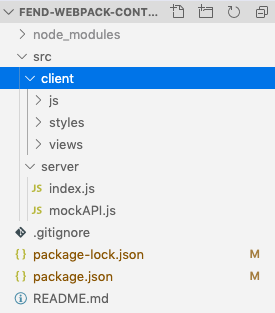 FEND-WEBPACK-CONT...
node_modules
src
client
js
styles
views
server
JS index.js
JS mockAPI.js
.gitignore
{} package-lock.json M
{} package.json M
README.md